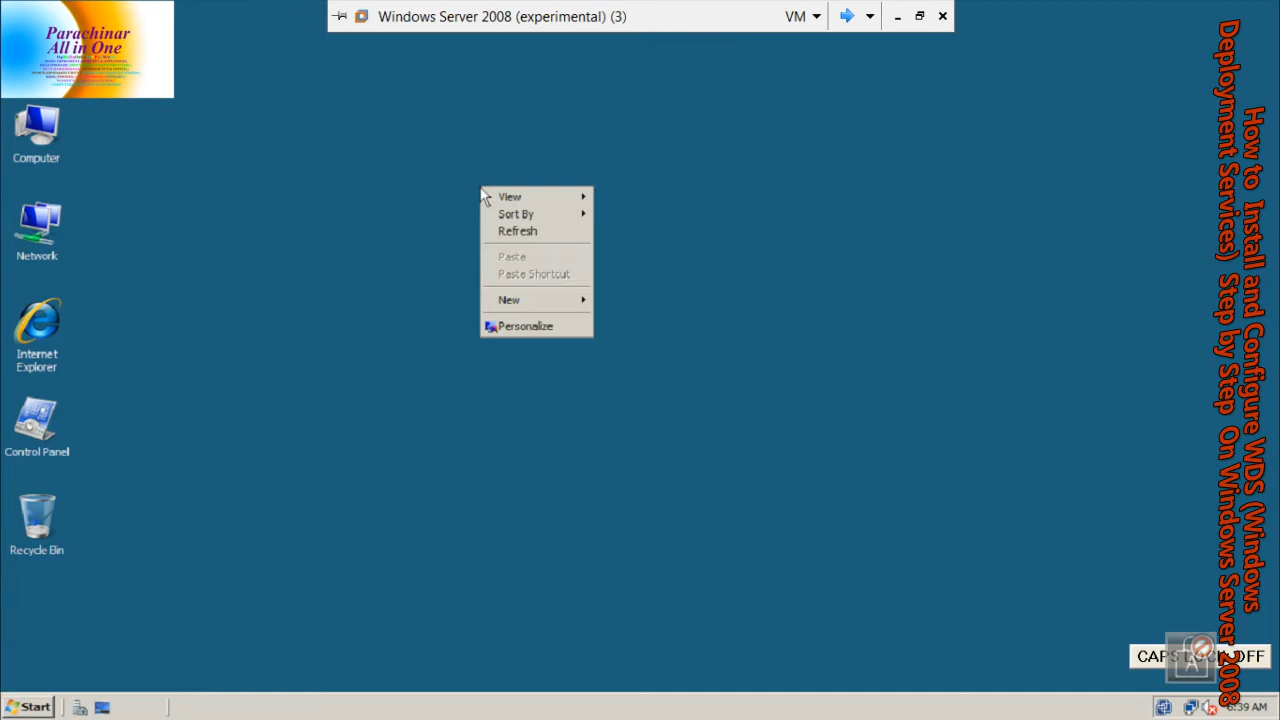 Windows Server 2008 (experimental) (3)
VM
Parachinar
All in One
Computer
Network
Internet
Explorer
Control Panel
Recycle Bin
View
Sort By
Refresh
Paste
Paste Shortcut
New
Personalize
How to Install and Configure WDS (Windows
Deployment Services) Step by Step On Windows Server 2008
A
Start